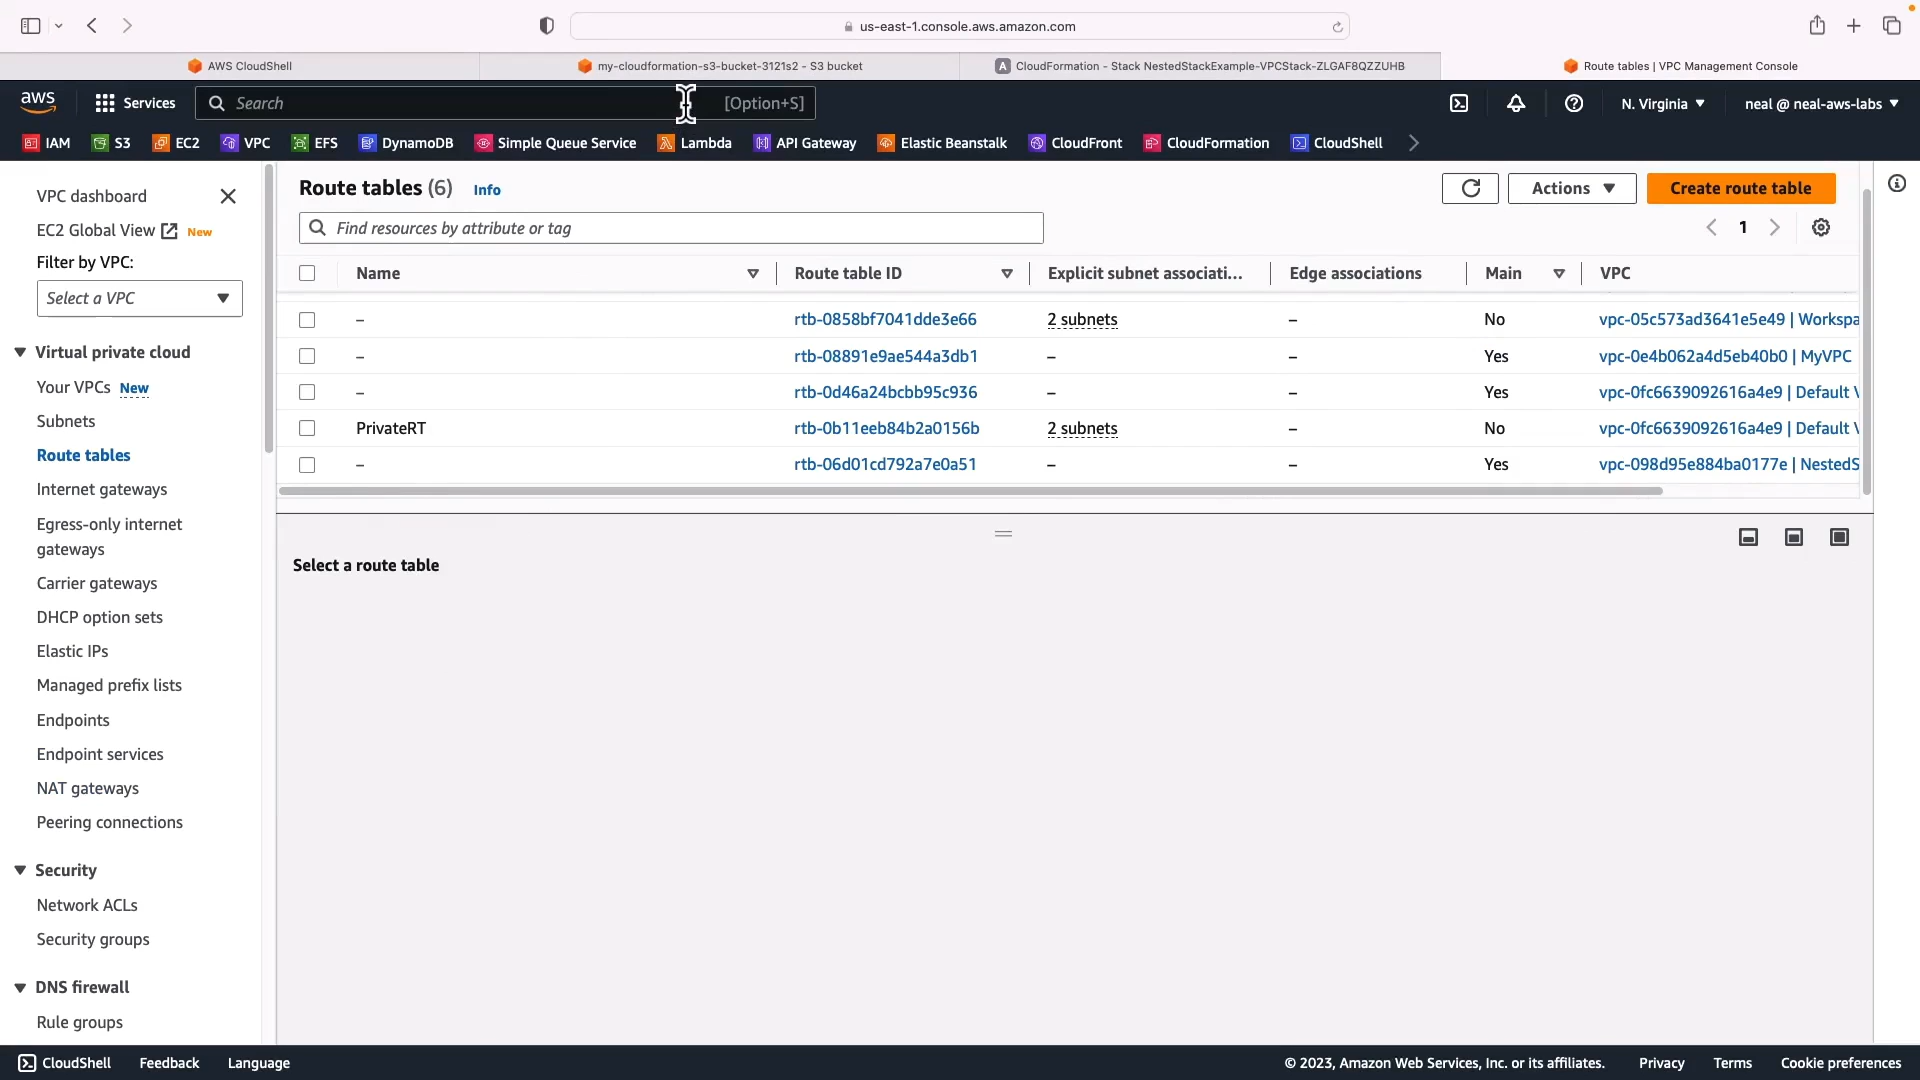 us-east-1.console.aws.amazon.com
AWS CloudShell
my-cloudformation-s3-bucket-3121s2 - S3 bucket
A CloudFormation - Stack NestedStackExample-VPCStack-ZLGAF8QZZUHB
Route tables | VPC Management Console
aws
Services
Search
[Option+S]
N. Virginia
neal @ neal-aws-labs
IAM
S3
EC2
VPC
EFS
DynamoDB
Simple Queue Service
Lambda
API Gateway
Elastic Beanstalk
CloudFront
CloudFormation
CloudShell
VPC dashboard
EC2 Global View New
Filter by VPC:
Select a VPC
Virtual private cloud
Your VPCs New
Subnets
Route tables
Internet gateways
Egress-only internet
gateways
Carrier gateways
DHCP option sets
Elastic IPs
Managed prefix lists
Endpoints
Endpoint services
NAT gateways
Peering connections
Security
Network ACLs
Security groups
DNS firewall
Rule groups
Route tables (6) Info
Actions
Create route table
Find resources by attribute or tag
1
Name Route table ID Explicit subnet associati... Edge associations Main VPC
– rtb-0858bf7041dde3e66 2 subnets – No vpc-05c573ad3641e5e49 | Workspa
– rtb-08891e9ae544a3db1 – – Yes vpc-0e4b062a4d5eb40b0 | MyVPC
– rtb-0d46a24bcbb95c936 – – Yes vpc-0fc6639092616a4e9 | Default V
PrivateRT rtb-0b11eeb84b2a0156b 2 subnets – No vpc-0fc6639092616a4e9 | Default V
– rtb-06d01cd792a7e0a51 – – Yes vpc-098d95e884ba0177e | NestedS
Select a route table
CloudShell
Feedback
Language
© 2023, Amazon Web Services, Inc. or its affiliates.
Privacy
Terms
Cookie preferences